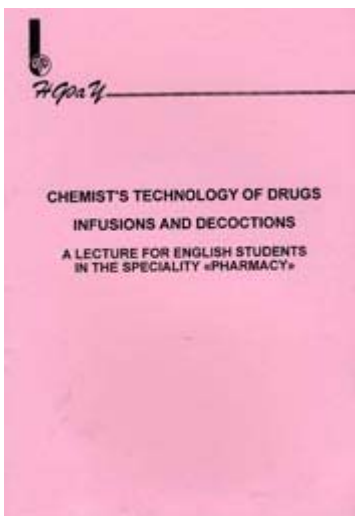 НФаУ
CHEMIST'S TECHNOLOGY OF DRUGS
INFUSIONS AND DECOCTIONS
A LECTURE FOR ENGLISH STUDENTS
IN THE SPECIALITY «PHARMACY»